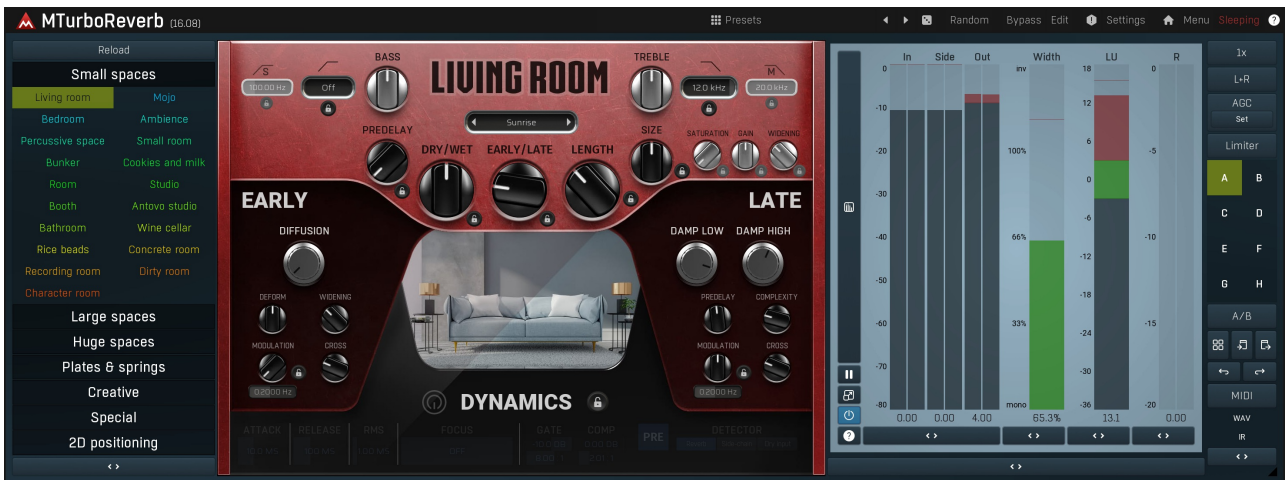 MTurboReverb (16.08)
Presets
Random
Bypass Edit
Settings
Menu
Sleeping
?
Reload
Small spaces
Living room Mojo
Bedroom Ambience
Percussive space Small room
Bunker Cookies and milk
Room Studio
Booth Antovo studio
Bathroom Wine cellar
Rice beads Concrete room
Recording room Dirty room
Character room
Large spaces
Huge spaces
Plates & springs
Creative
Special
2D positioning
S
100.00 Hz
Off
BASS
LIVING ROOM
Sunrise
TREBLE
12.0 kHz
M
20.0 kHz
PREDELAY
DRY/WET
EARLY/LATE
LENGTH
SIZE
SATURATION
GAIN
WIDENING
EARLY
DIFFUSION
DEFORM
WIDENING
MODULATION
CROSS
0.2000 Hz
LATE
DAMP LOW
DAMP HIGH
PREDELAY
COMPLEXITY
MODULATION
CROSS
0.2000 Hz
DYNAMICS
ATTACK
RELEASE
RMS
FOCUS
OFF
GATE
COMP
PRE
DETECTOR
In Side Out Width LU R
0 inv 18 0
-10 12
-20 100% 6 -5
-30 0
-40 66% -6 -10
-50 -12
-60 33% -18 -15
-70 -24
-30
-80 mono -36 -20
0.00 0.00 4.00 65.3% 13.1 0.00
?
1x
L+R
AGC
Set
Limiter
A B
C D
E F
G H
A/B
MIDI
WAV
IR